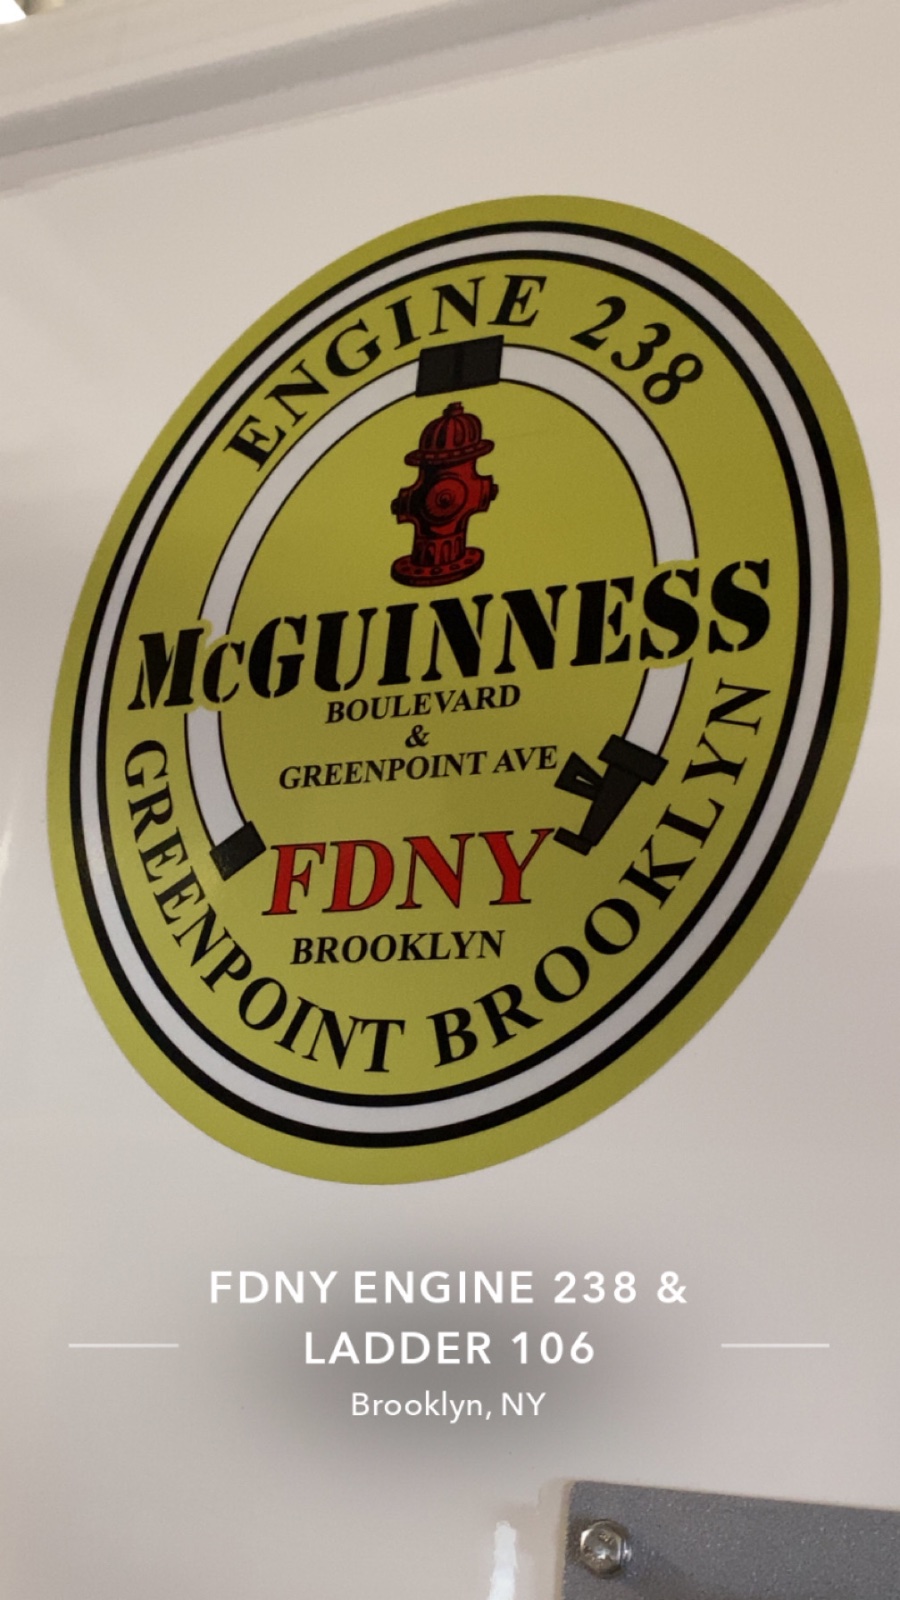 ENGINE 238
McGUINNESS
BOULEVARD
&
GREENPOINT AVE
FDNY
BROOKLYN
GREENPOINT BROOKLYN
FDNY ENGINE 238 &
LADDER 106
Brooklyn, NY